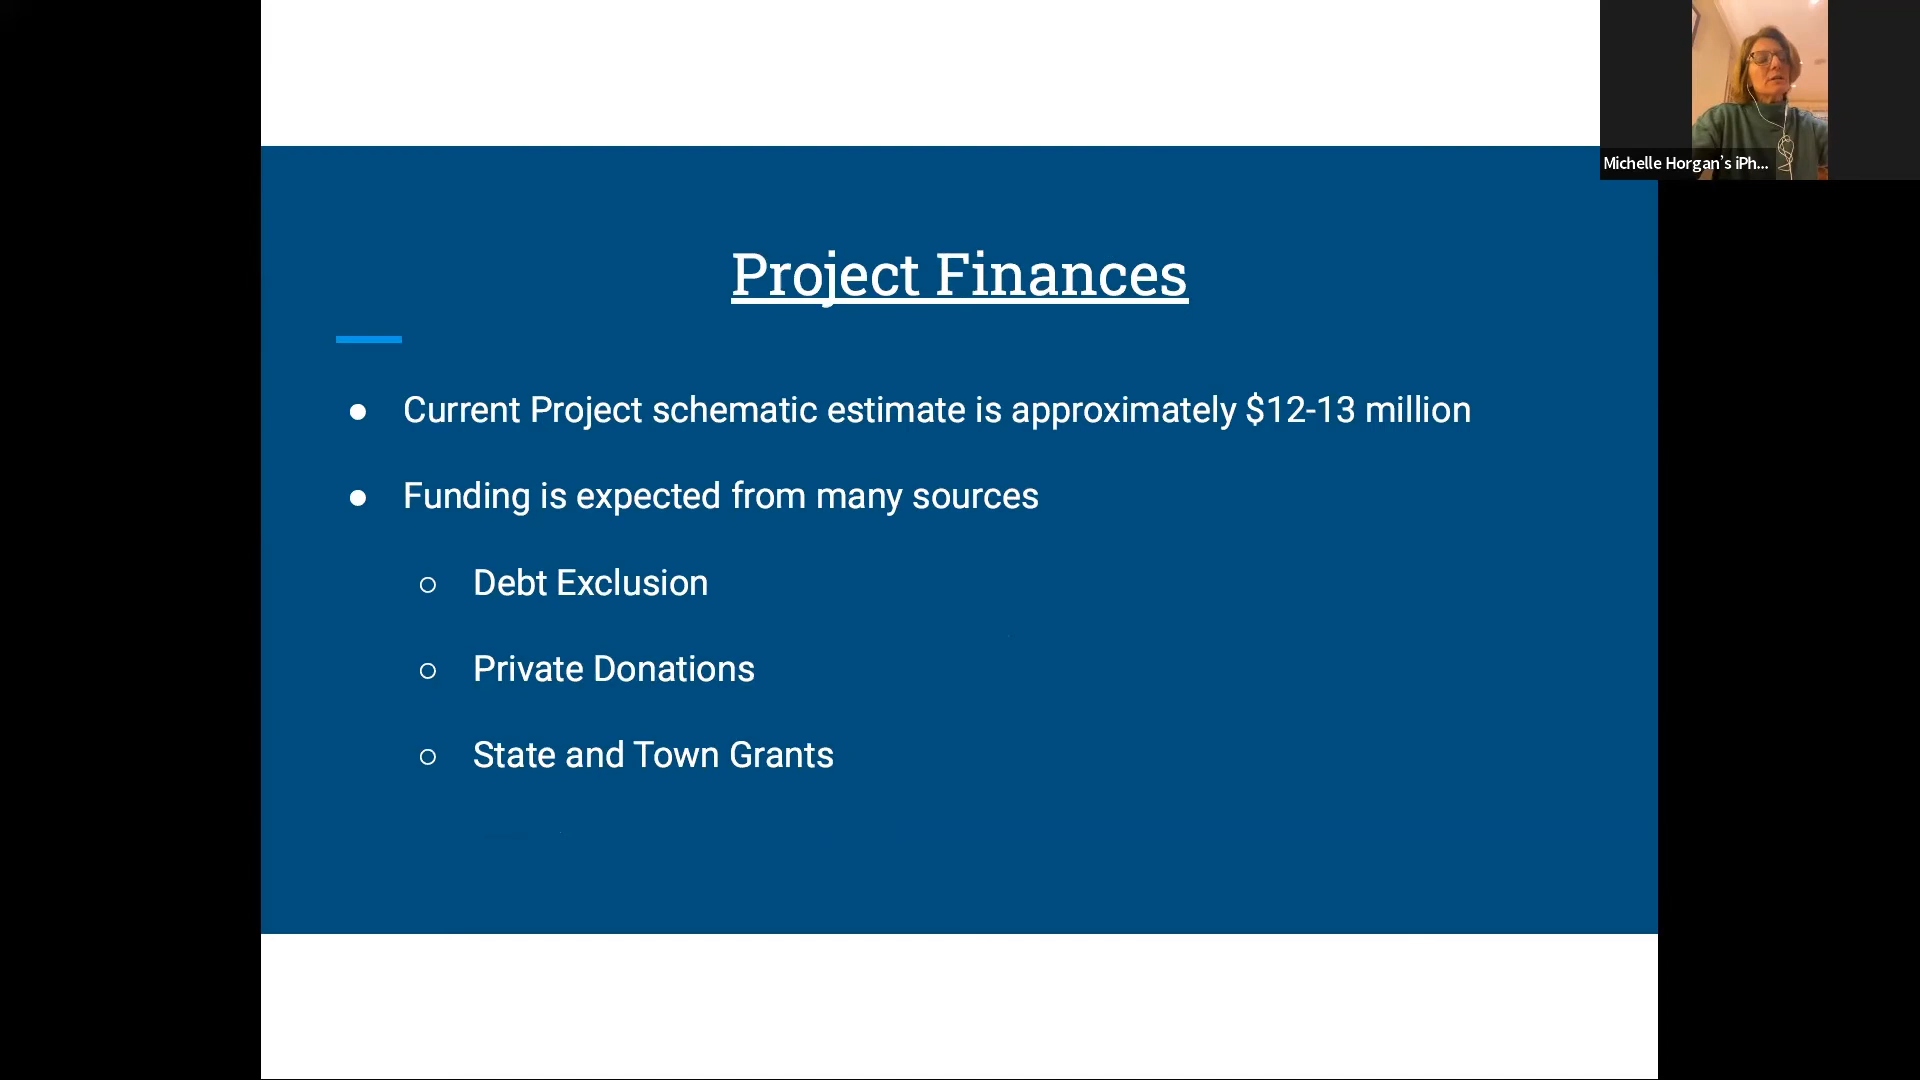 Michelle Horgan’s iPh...
Project Finances
● Current Project schematic estimate is approximately $12-13 million
● Funding is expected from many sources
○ Debt Exclusion
○ Private Donations
○ State and Town Grants